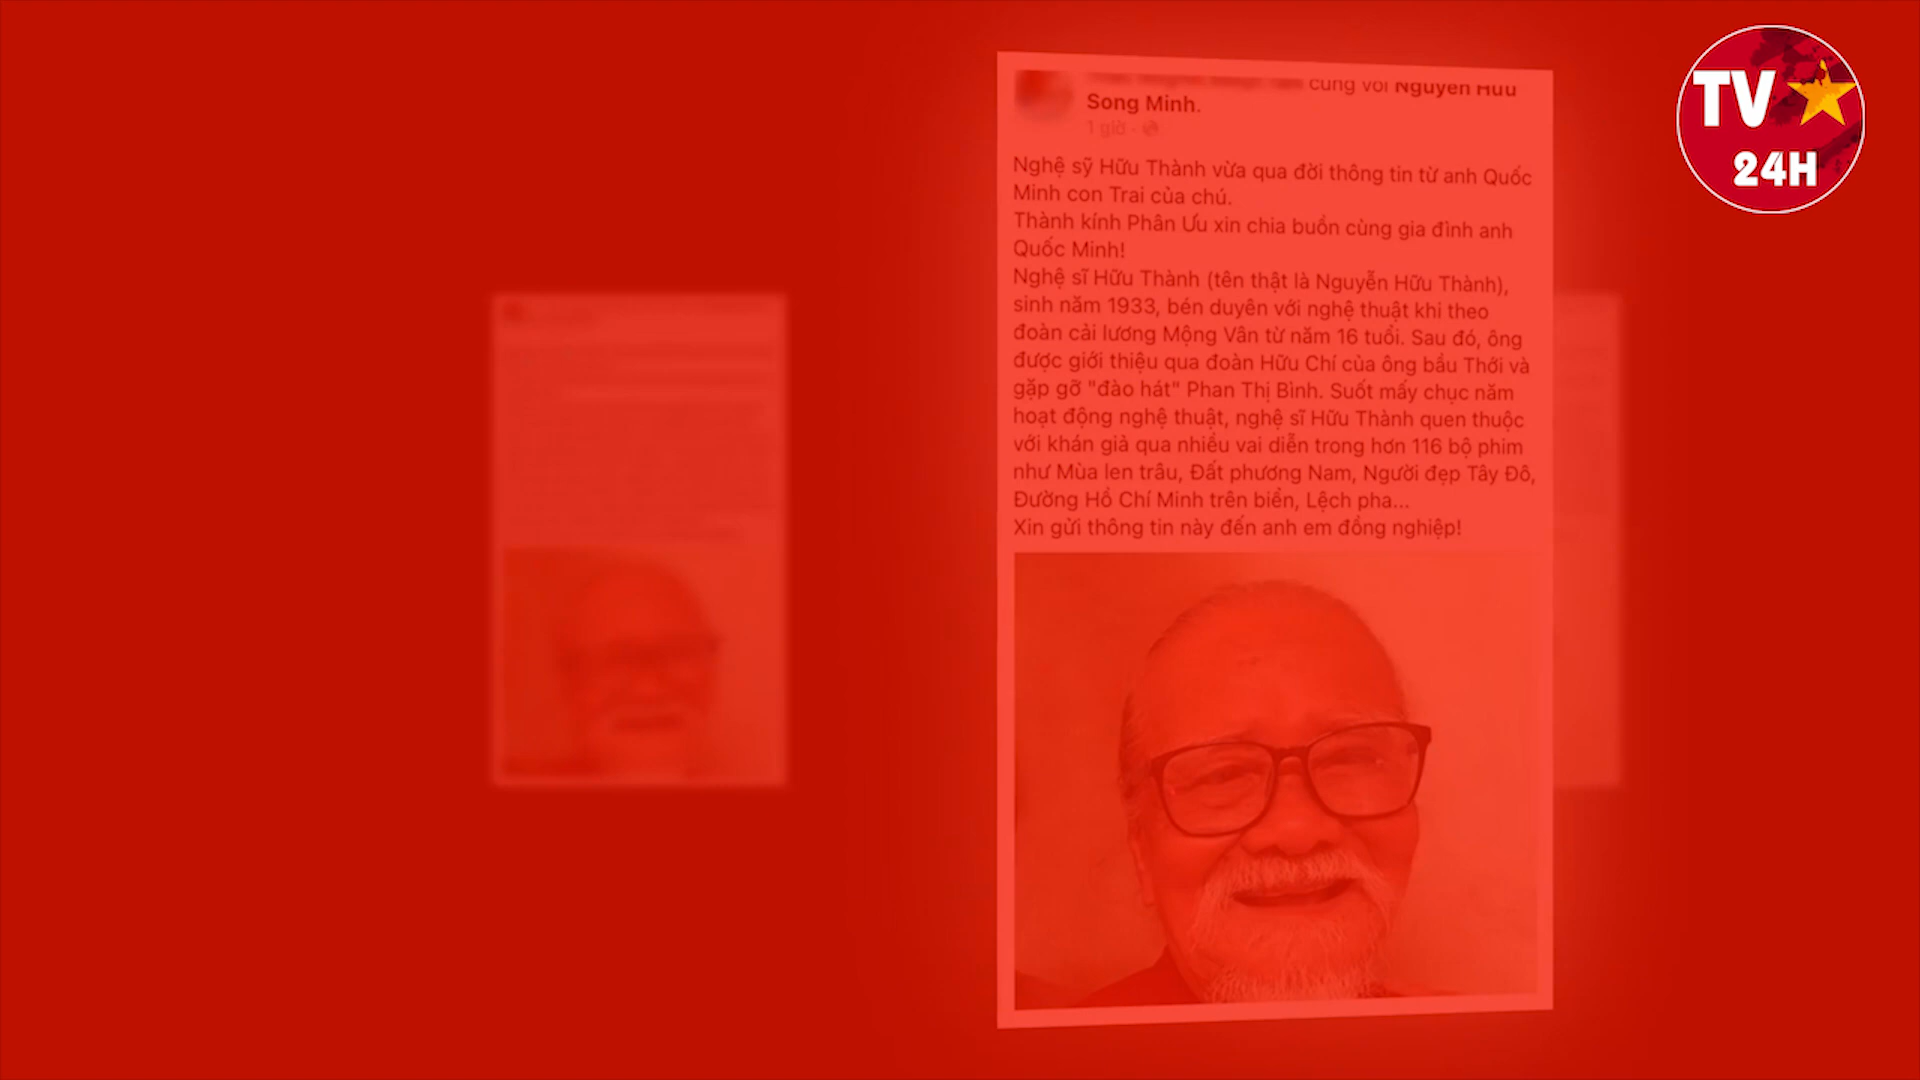 cùng với Nguyễn Hữu
Song Minh.
1 giờ ·
Nghệ sỹ Hữu Thành vừa qua đời thông tin từ anh Quốc
Minh con Trai của chú.
Thành kính Phân Ưu xin chia buồn cùng gia đình anh
Quốc Minh!
Nghệ sĩ Hữu Thành (tên thật là Nguyễn Hữu Thành),
sinh năm 1933, bén duyên với nghệ thuật khi theo
đoàn cải lương Mộng Vân từ năm 16 tuổi. Sau đó, ông
được giới thiệu qua đoàn Hữu Chí của ông bầu Thới và
gặp gỡ "đào hát" Phan Thị Bình. Suốt mấy chục năm
hoạt động nghệ thuật, nghệ sĩ Hữu Thành quen thuộc
với khán giả qua nhiều vai diễn trong hơn 116 bộ phim
như Mùa len trâu, Đất phương Nam, Người đẹp Tây Đô,
Đường Hồ Chí Minh trên biển, Lệch pha...
Xin gửi thông tin này đến anh em đồng nghiệp!
TV
24H